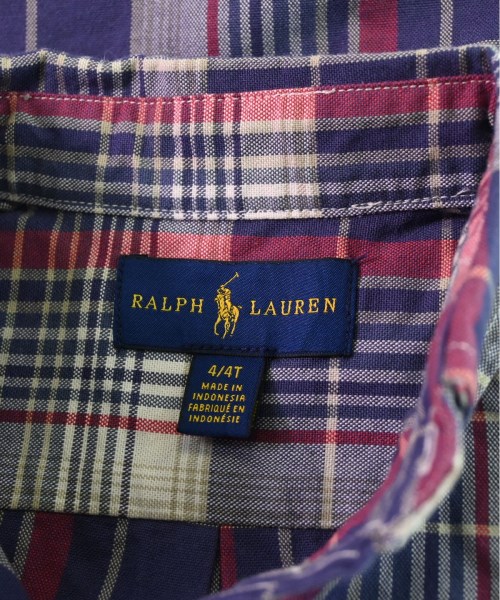 RALPH LAUREN
4/4T
MADE IN
INDONESIA
FABRIQUÉ EN
INDONÉSIE